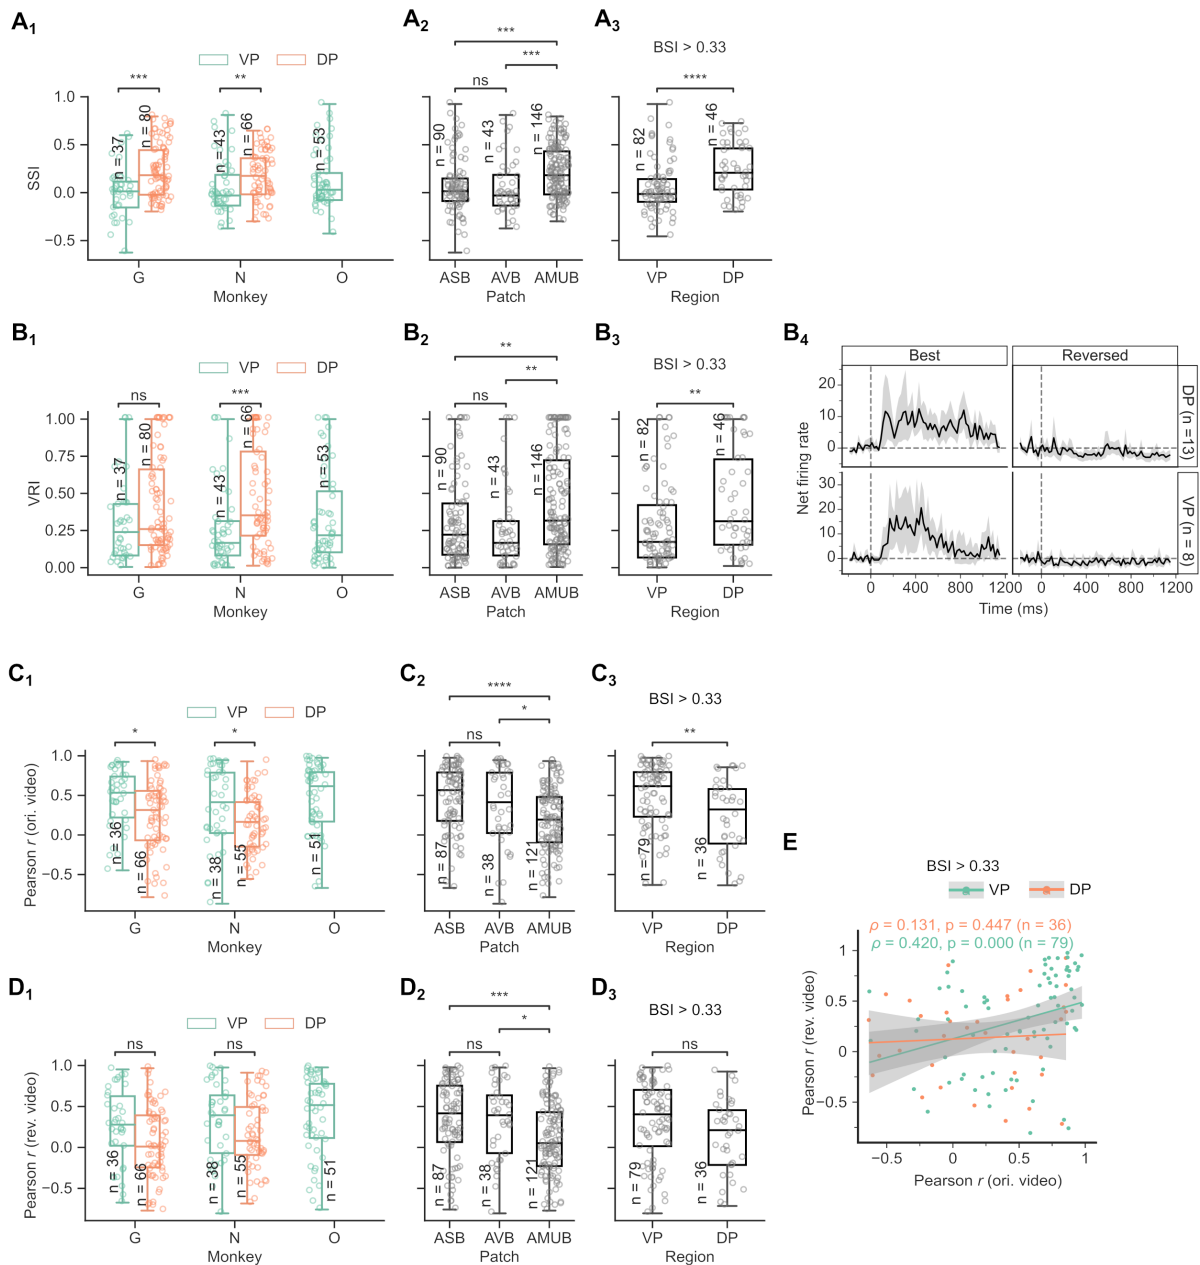 A1
VP DP
*** **
n = 37
n = 80
n = 43
n = 66
n = 53
1.0
0.5
0.0
−0.5
SSI
G N O
Monkey
A2
***
***
ns
n = 90
n = 43
n = 146
ASB AVB AMUB
Patch
A3
BSI > 0.33
****
n = 82
n = 46
VP DP
Region
B1
VP DP
ns ***
n = 37
n = 80
n = 43
n = 66
n = 53
1.00
0.75
0.50
0.25
0.00
VRI
G N O
Monkey
B2
**
**
ns
n = 90
n = 43
n = 146
ASB AVB AMUB
Patch
B3
BSI > 0.33
**
n = 82
n = 46
VP DP
Region
B4
Best Reversed
20
10
0
DP (n =13)
30
20
10
0
VP (n = 8)
Net firing rate
0 400 800 1200 0 400 800 1200
Time (ms)
C1
VP DP
* *
n = 36
n = 66
n = 38
n = 55
n = 51
1.0
0.5
0.0
−0.5
Pearson r (ori. video)
G N O
Monkey
C2
****
*
ns
n = 87
n = 38
n = 121
ASB AVB AMUB
Patch
C3
BSI > 0.33
**
n = 79
n = 36
VP DP
Region
D1
VP DP
ns ns
n = 36
n = 66
n = 38
n = 55
n = 51
1.0
0.5
0.0
−0.5
Pearson r (rev. video)
G N O
Monkey
D2
***
*
ns
n = 87
n = 38
n = 121
ASB AVB AMUB
Patch
D3
BSI > 0.33
ns
n = 79
n = 36
VP DP
Region
E
BSI > 0.33
VP DP
ρ = 0.131, p = 0.447 (n = 36)
ρ = 0.420, p = 0.000 (n = 79)
1
0.5
0
−0.5
Pearson r (rev. video)
−0.5 0 0.5 1
Pearson r (ori. video)